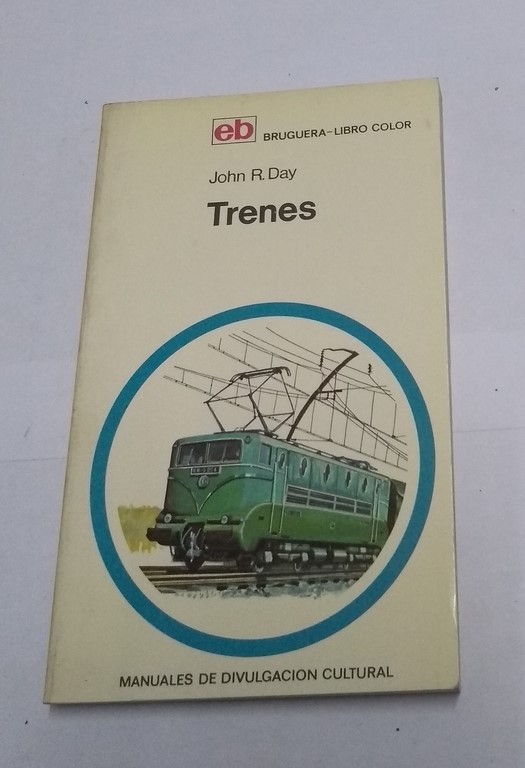 eb BRUGUERA-LIBRO COLOR
John R. Day
Trenes
MANUALES DE DIVULGACION CULTURAL